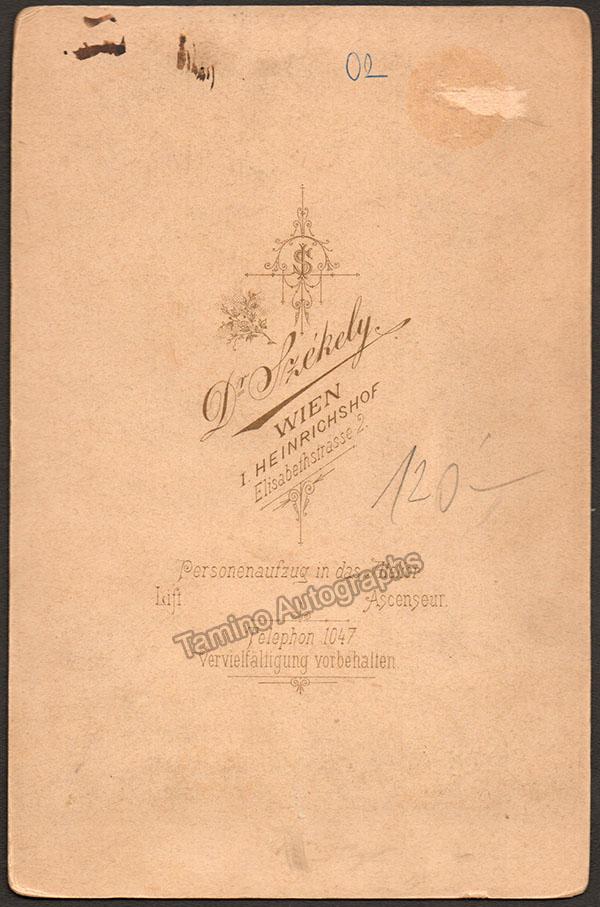 02
S
Dr. Székely
WIEN
I. HEINRICHSHOF
Elisabethstrasse 2.
120-
Personenaufzug in das Atelier
Lift Ascenseur.
Tamino Autographs
Telephon 1047
Vervielfältigung vorbehalten